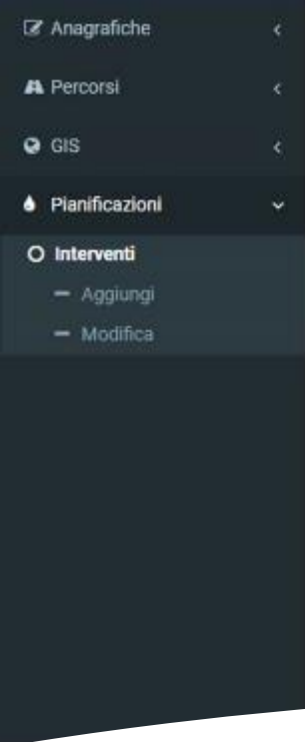 Anagrafiche
Percorsi
GIS
Pianificazioni
Interventi
Aggiungi
Modifica